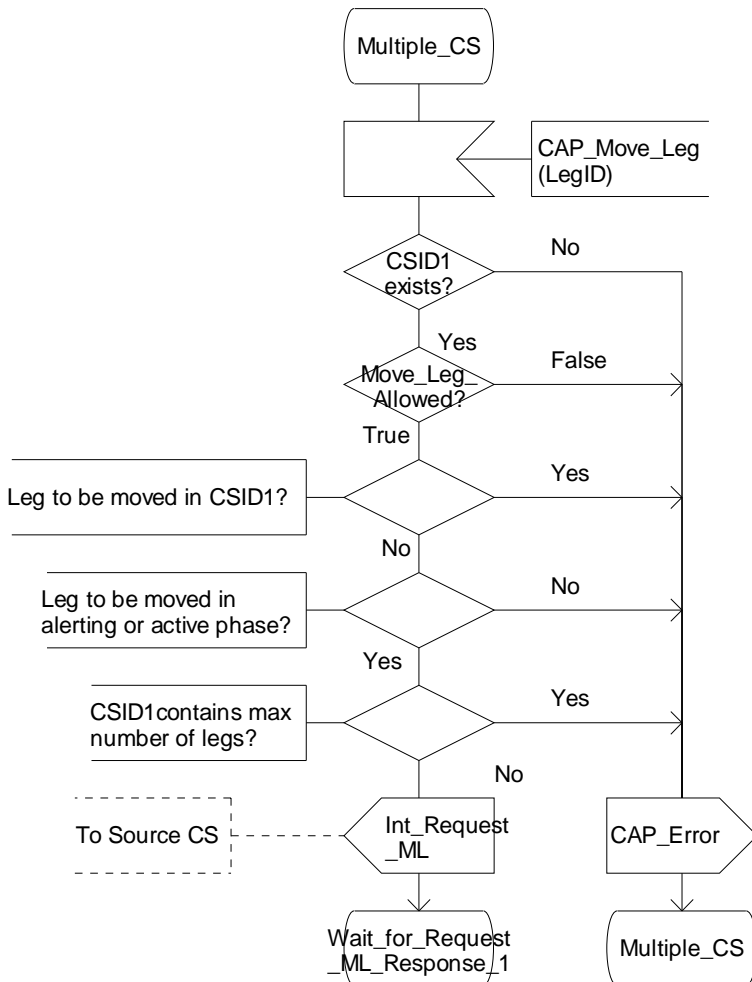 Multiple_CS
CAP_Move_Leg
(LegID)
CSID1
exists?
No
Yes
Move_Leg_
Allowed?
False
True
Leg to be moved in CSID1?
Yes
No
Leg to be moved in
alerting or active phase?
No
Yes
CSID1contains max
number of legs?
Yes
No
To Source CS
Int_Request
_ML
CAP_Error
Wait_for_Request
_ML_Response_1
Multiple_CS